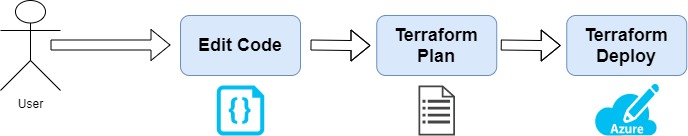 User
Edit Code
Terraform
Plan
Terraform
Deploy
{}
Azure